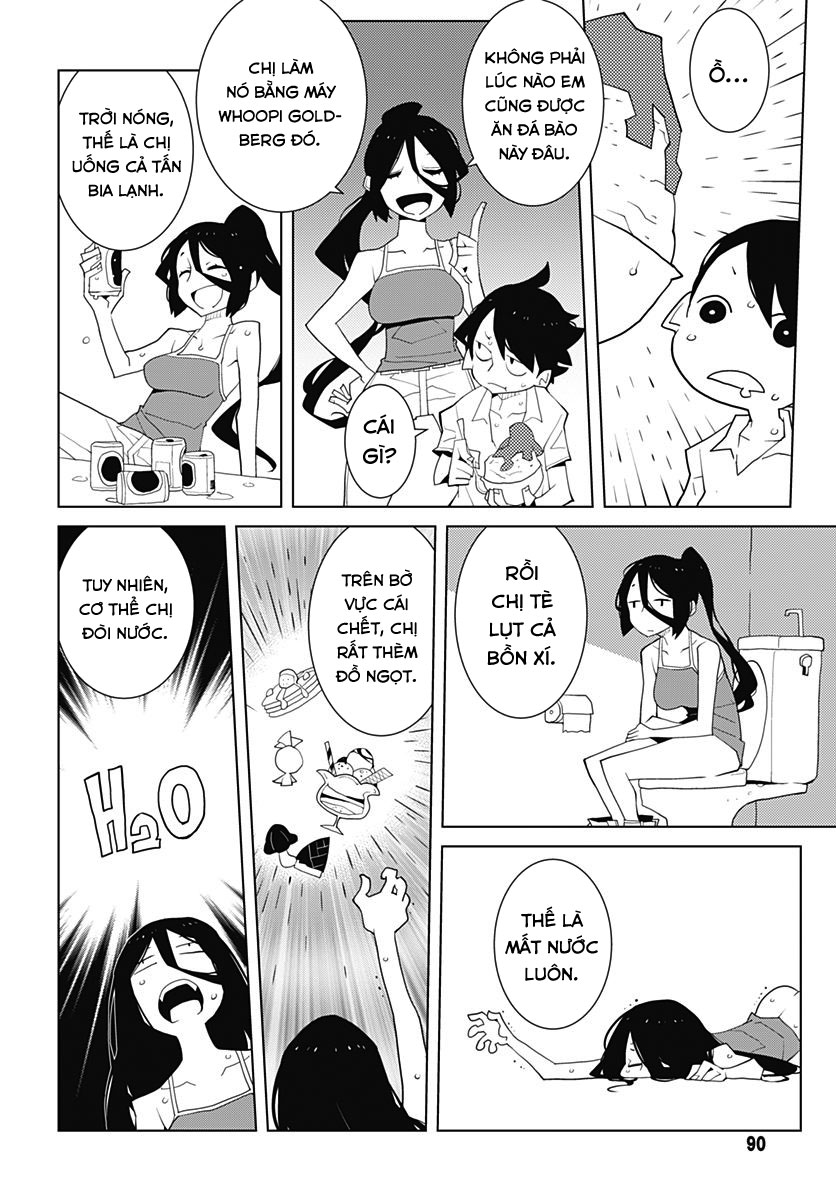 Ồ...
KHÔNG PHẢI
LÚC NÀO EM
CŨNG ĐƯỢC
ĂN ĐÁ BÀO
NÀY ĐÂU.
CHỊ LÀM
NÓ BẰNG MÁY
WHOOPI GOLD-
BERG ĐÓ.
CÁI
GÌ?
TRỜI NÓNG,
THẾ LÀ CHỊ
UỐNG CẢ TẤN
BIA LẠNH.
RỒI
CHỊ TÈ
LỤT CẢ
BỒN XÍ.
THẾ LÀ
MẤT NƯỚC
LUÔN.
TRÊN BỜ
VỰC CÁI
CHẾT, CHỊ
RẤT THÈM
ĐỒ NGỌT.
TUY NHIÊN,
CƠ THỂ CHỊ
ĐÒI NƯỚC.
H2O
90